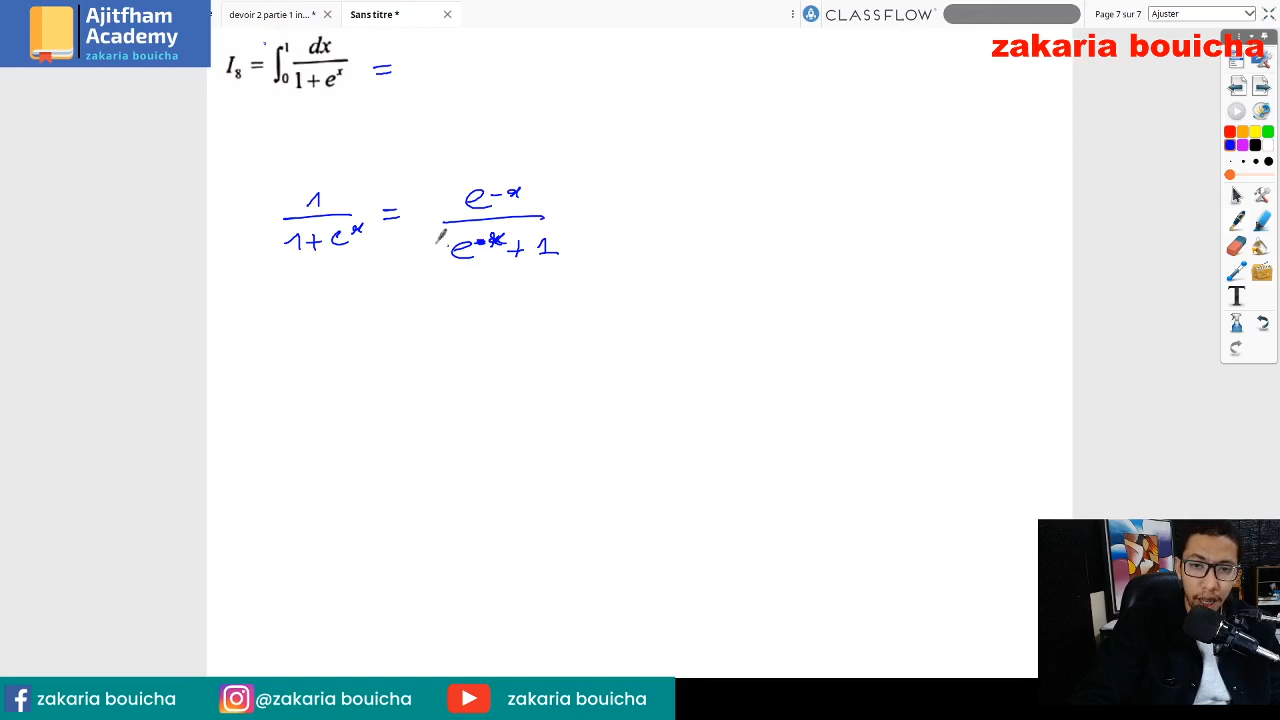 Ajitfham
Academy
zakaria bouicha
devoir 2 partie 1 in... *
Sans titre *
CLASSFLOW
Page 7 sur 7
Ajuster
zakaria bouicha
I₈ = ∫₀¹ dx/(1+eˣ) =
1/(1+eˣ) = e⁻ˣ/(e⁻ˣ+1)
T
zakaria bouicha
@zakaria bouicha
zakaria bouicha